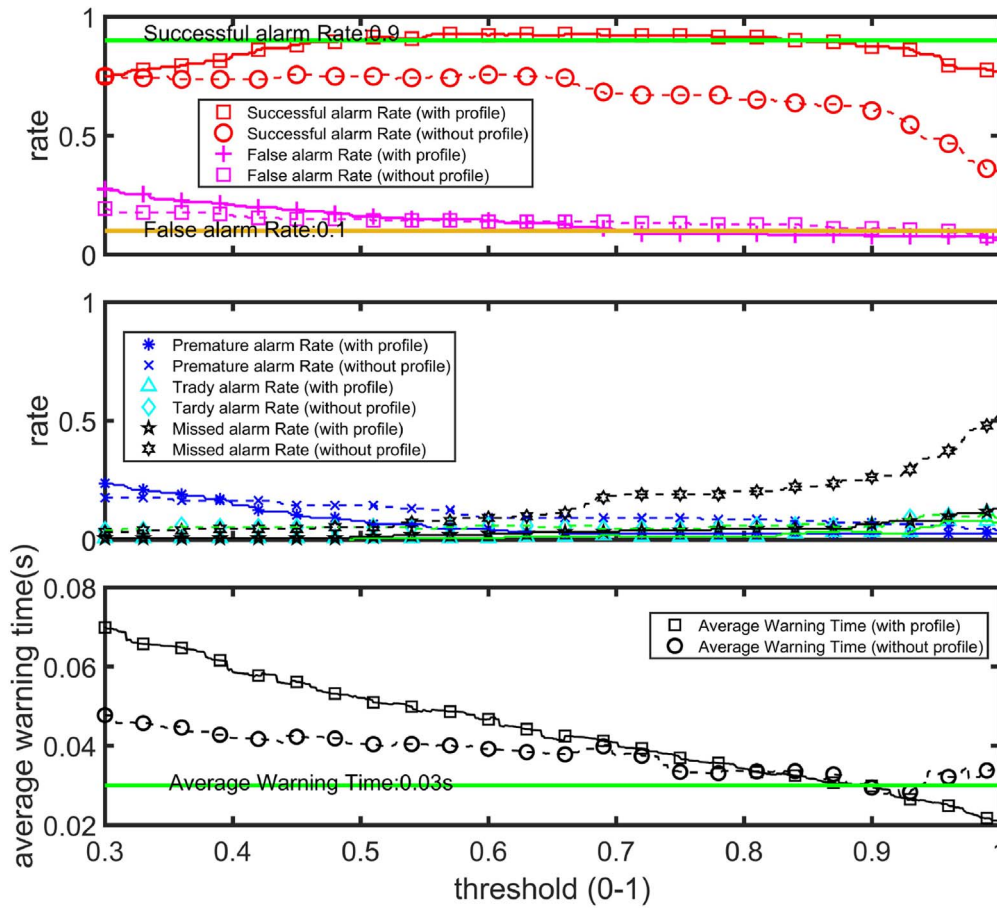 1
Successful alarm Rate:0.9
Successful alarm Rate (with profile)
Successful alarm Rate (without profile)
False alarm Rate (with profile)
False alarm Rate (without profile)
rate
0.5
False alarm Rate:0.1
0
1
Premature alarm Rate (with profile)
Premature alarm Rate (without profile)
Trady alarm Rate (with profile)
Tardy alarm Rate (without profile)
Missed alarm Rate (with profile)
Missed alarm Rate (without profile)
rate
0.5
0
0.08
Average Warning Time (with profile)
Average Warning Time (without profile)
average warning time(s)
0.06
0.04
Average Warning Time:0.03s
0.02
0.3 0.4 0.5 0.6 0.7 0.8 0.9 1
threshold (0-1)